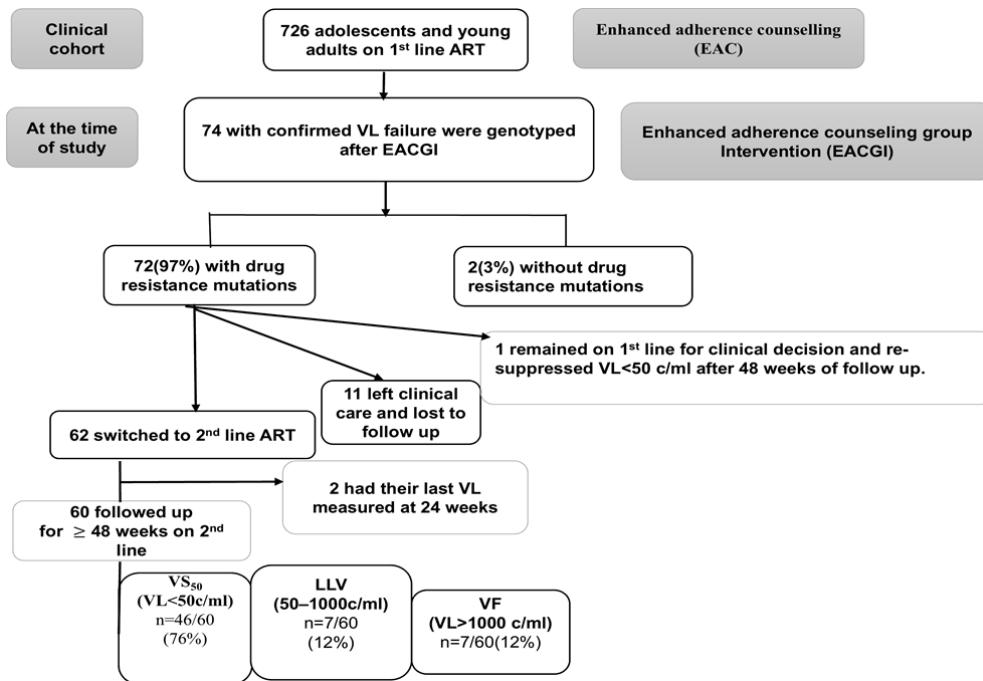 Clinical
cohort
726 adolescents and young
adults on 1st line ART
Enhanced adherence counselling
(EAC)
At the time
of study
74 with confirmed VL failure were genotyped
after EACGI
Enhanced adherence counseling group
Intervention (EACGI)
72(97%) with drug
resistance mutations
2(3%) without drug
resistance mutations
1 remained on 1st line for clinical decision and re-
suppressed VL<50 c/ml after 48 weeks of follow up.
11 left clinical
care and lost to
follow up
62 switched to 2nd line ART
2 had their last VL
measured at 24 weeks
60 followed up
for ≥ 48 weeks on 2nd
line
VS50
(VL<50c/ml)
n=46/60
(76%)
LLV
(50–1000c/ml)
n=7/60
(12%)
VF
(VL>1000 c/ml)
n=7/60(12%)